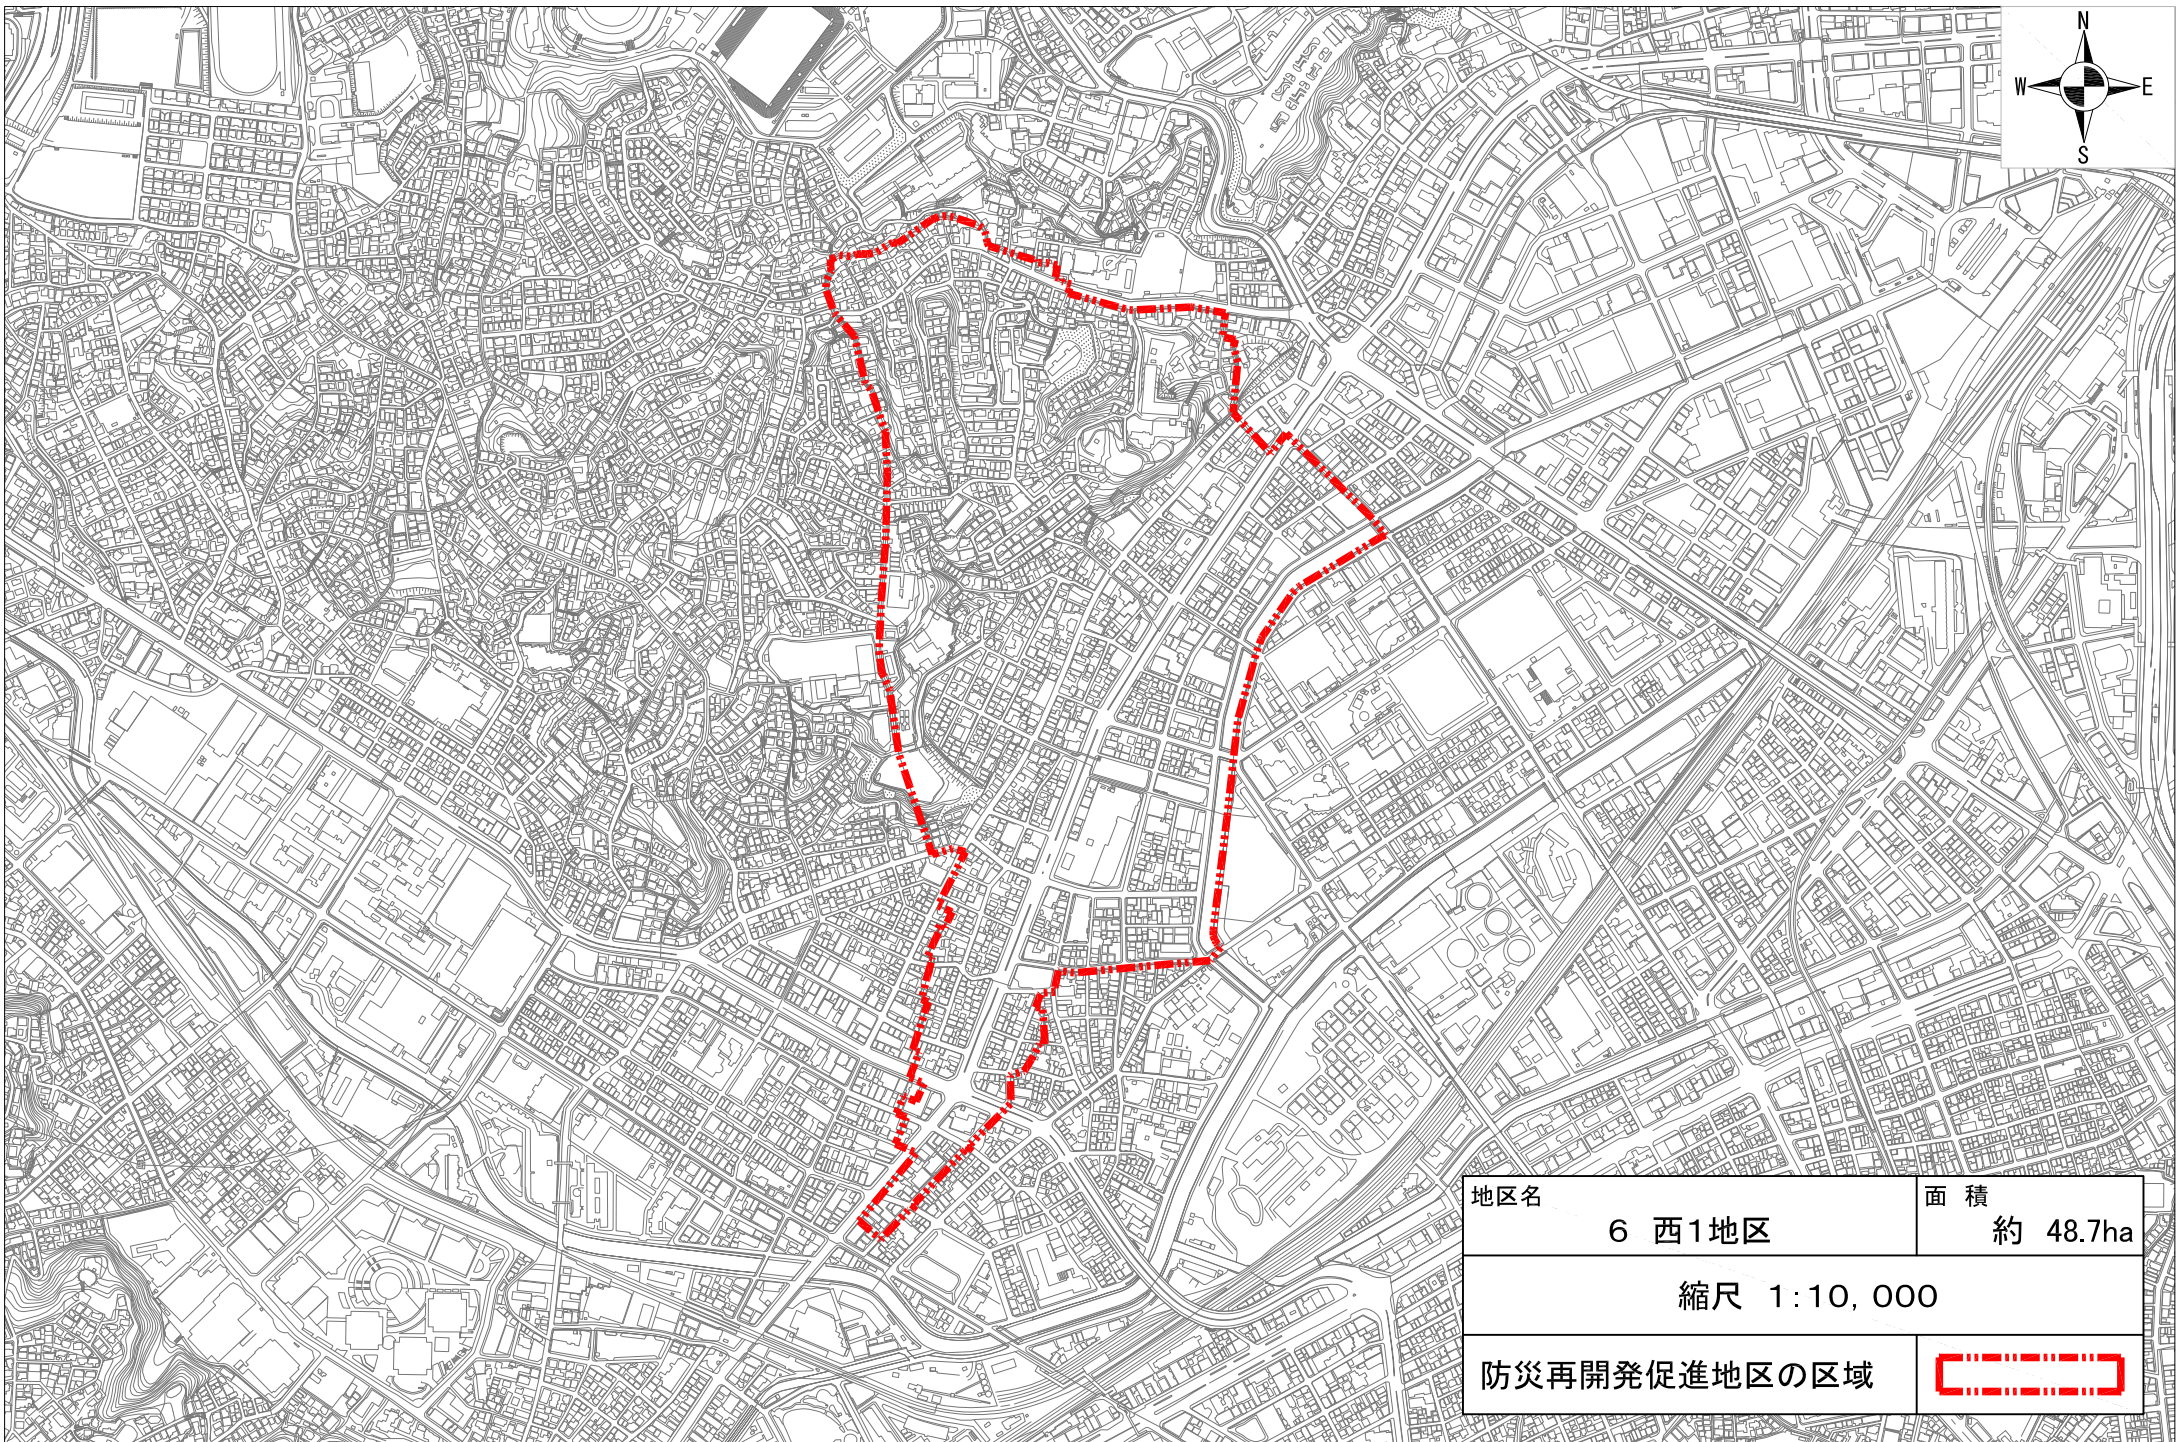 N
W E
S
地区名
6 西1地区
面 積
約 48.7ha
縮尺 1:10,000
防災再開発促進地区の区域